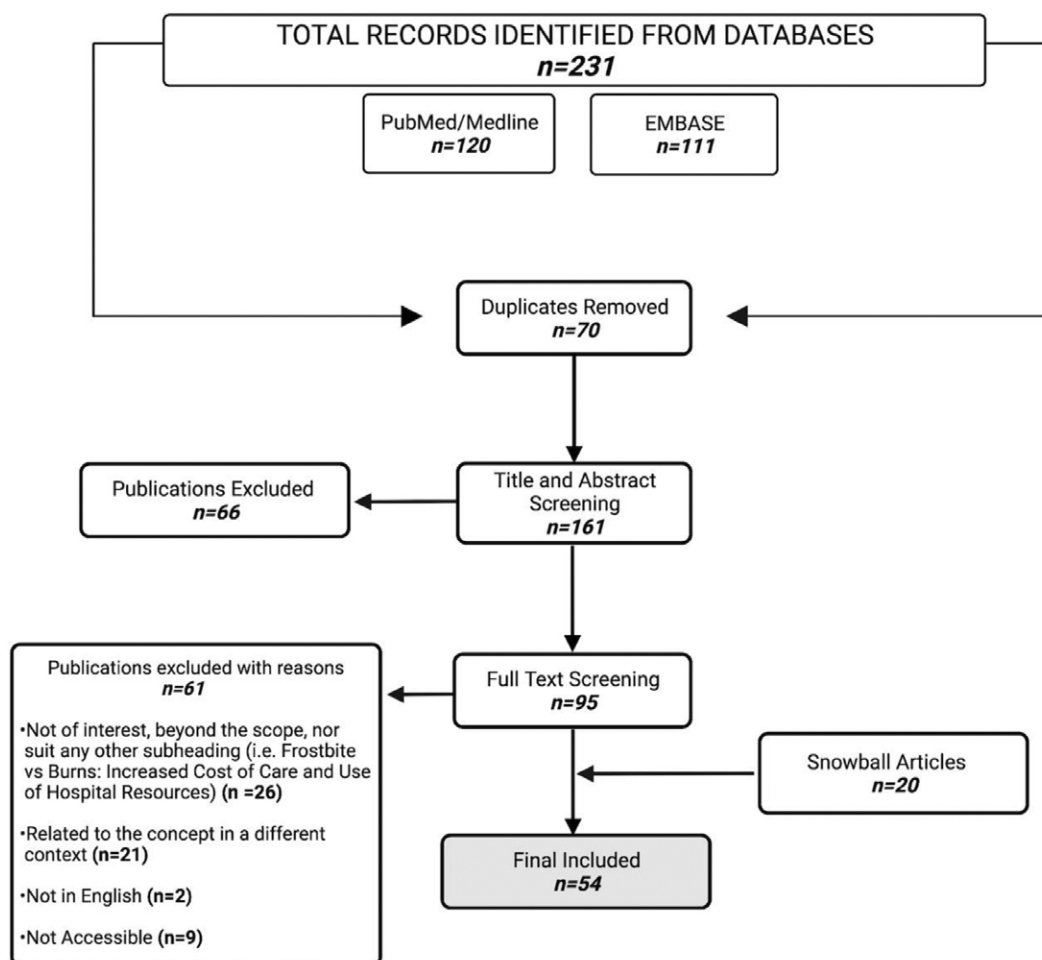 TOTAL RECORDS IDENTIFIED FROM DATABASES
n=231
PubMed/Medline
n=120
EMBASE
n=111
Duplicates Removed
n=70
Publications Excluded
n=66
Title and Abstract
Screening
n=161
Publications excluded with reasons
n=61
•Not of interest, beyond the scope, nor
suit any other subheading (i.e. Frostbite
vs Burns: Increased Cost of Care and Use
of Hospital Resources) (n =26)
•Related to the concept in a different
context (n=21)
•Not in English (n=2)
•Not Accessible (n=9)
Full Text Screening
n=95
Snowball Articles
n=20
Final Included
n=54